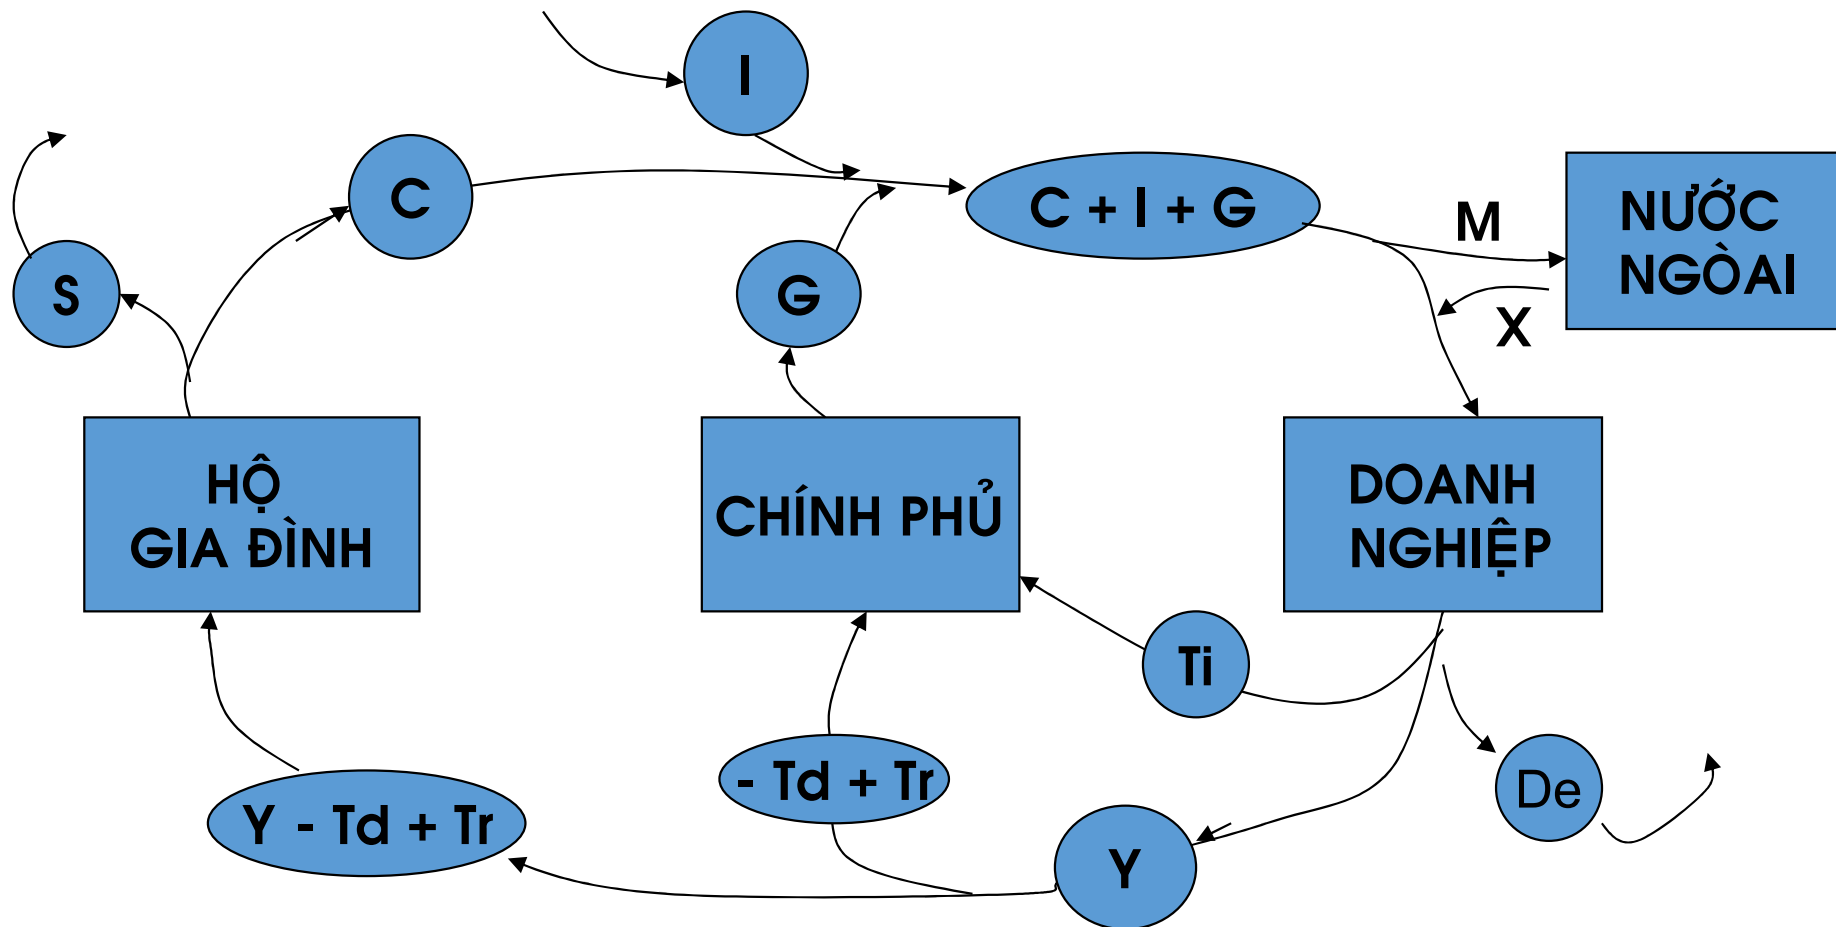 I
C
C + I + G
M
NƯỚC
NGÒAI
S
G
X
HỘ
GIA ĐÌNH
CHÍNH PHỦ
DOANH
NGHIỆP
Ti
- Td + Tr
De
Y - Td + Tr
Y